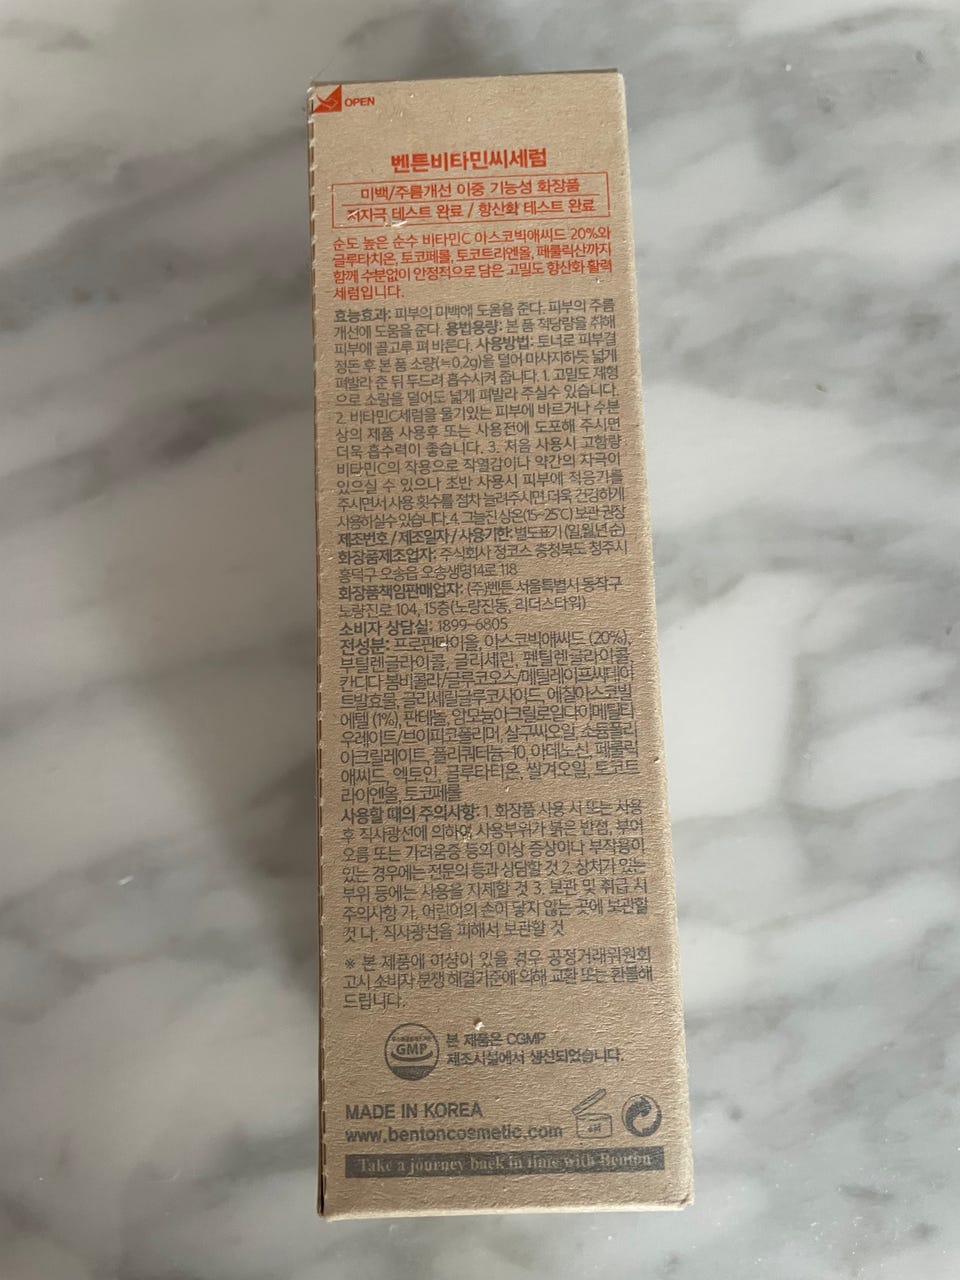 OPEN
벤튼비타민씨세럼
미백/주름개선 이중 기능성 화장품
저자극 테스트 완료 / 항산화 테스트 완료
순도 높은 순수 비타민C 아스코빅애씨드 20%와
글루타치온, 토코페롤, 토코트리엔올, 페룰릭산까지
함께 수분없이 안정적으로 담은 고밀도 항산화 활력
세럼입니다.
효능효과: 피부의 미백에 도움을 준다. 피부의 주름
개선에 도움을 준다. 용법용량: 본 품 적당량을 취해
피부에 골고루 펴 바른다. 사용방법: 토너로 피부결
정돈 후 본 품 소량(≒0.2g)을 덜어 마사지하듯 넓게
펴발라 준 뒤 두드려 흡수시켜 줍니다. 1. 고밀도 제형
으로 소량을 덜어도 넓게 펴발라 주실수 있습니다.
2. 비타민C세럼을 물기있는 피부에 바르거나 수분
상의 제품 사용후 또는 사용전에 도포해 주시면
더욱 흡수력이 좋습니다. 3. 처음 사용시 고함량
비타민C의 작용으로 작열감이나 약간의 자극이
있으실 수 있으나 초반 사용시 피부에 적응기를
주시면서 사용 횟수를 점차 늘려주시면 더욱 건강하게
사용하실수 있습니다. 4. 그늘진 상온(15~25℃) 보관 권장
제조번호 / 제조일자 / 사용기한: 별도표기 (일,월,년 순)
화장품제조업자: 주식회사 정코스 충청북도 청주시
흥덕구 오송읍 오송생명14로 118
화장품책임판매업자: (주)벤튼 서울특별시 동작구
노량진로 104, 15층(노량진동, 리더스타워)
소비자 상담실: 1899-6805
전성분: 프로판다이올, 아스코빅애씨드 (20%),
부틸렌글라이콜, 글리세린, 펜틸렌글라이콜,
칸디다 봄비콜라/글루코오스/메틸레이프씨데이
트발효물, 글리세릴글루코사이드, 에칠아스코빌
에텔 (1%), 판테놀, 암모늄아크릴로일다이메틸타
우레이트/브이피코폴리머, 살구씨오일, 소듐폴리
아크릴레이트, 폴리쿼터늄-10, 아데노신, 페룰릭
애씨드, 엑토인, 글루타티온, 쌀겨오일, 토코트
라이엔올, 토코페롤
사용할 때의 주의사항: 1. 화장품 사용 시 또는 사용
후 직사광선에 의하여 사용부위가 붉은 반점, 부어
오름 또는 가려움증 등의 이상 증상이나 부작용이
있는 경우에는 전문의 등과 상담할 것 2. 상처가 있는
부위 등에는 사용을 자제할 것 3. 보관 및 취급 시
주의사항 가. 어린이의 손이 닿지 않는 곳에 보관할
것 나. 직사광선을 피해서 보관할 것
※ 본 제품에 이상이 있을 경우 공정거래위원회
고시 소비자 분쟁 해결기준에 의해 교환 또는 환불해
드립니다.
GMP
본 제품은 CGMP
제조시설에서 생산되었습니다.
MADE IN KOREA
www.bentoncosmetic.com
Take a journey back in time with Benton